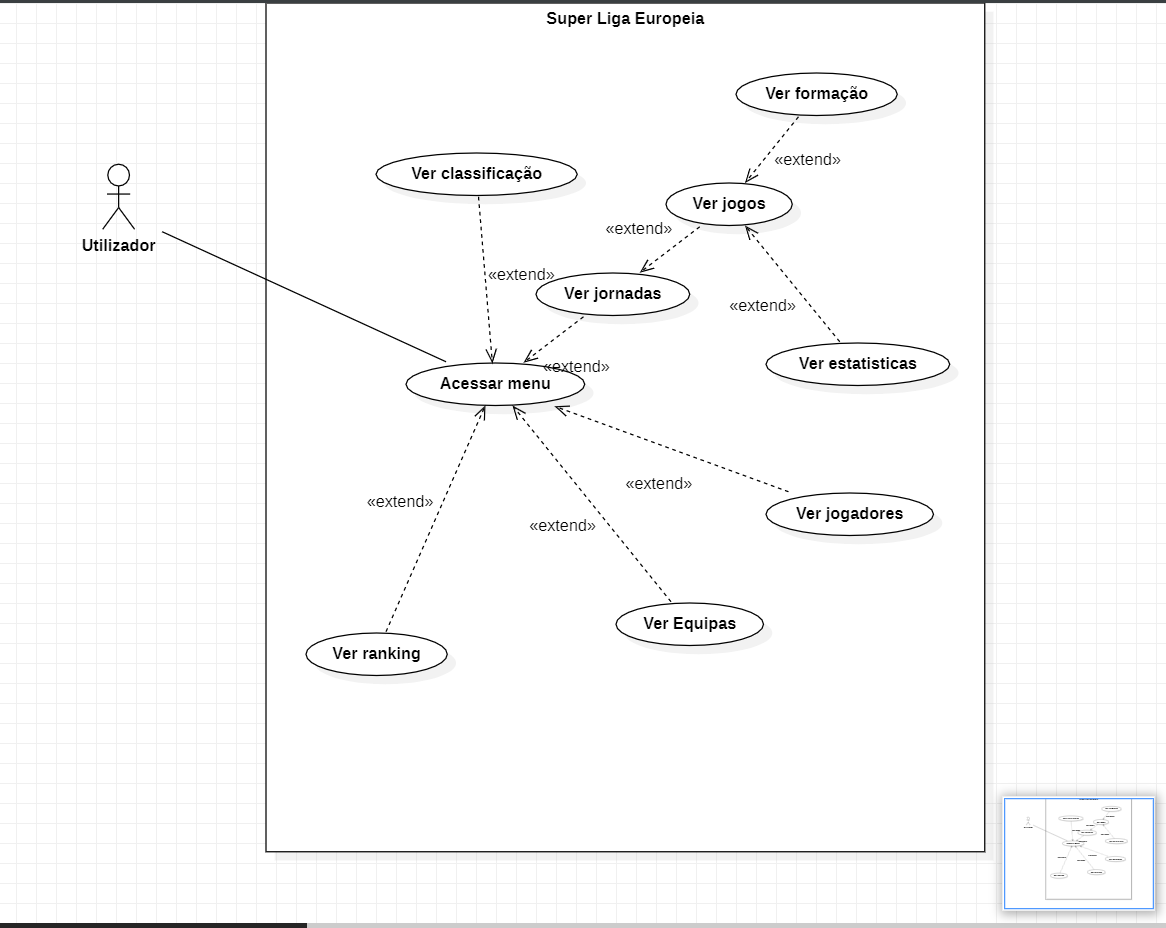 Super Liga Europeia
Ver formação
«extend»
Ver classificação
Ver jogos
«extend»
Utilizador
«extend»
Ver jornadas
«extend»
Ver estatisticas
«extend»
Acessar menu
«extend»
«extend»
Ver jogadores
«extend»
Ver Equipas
Ver ranking